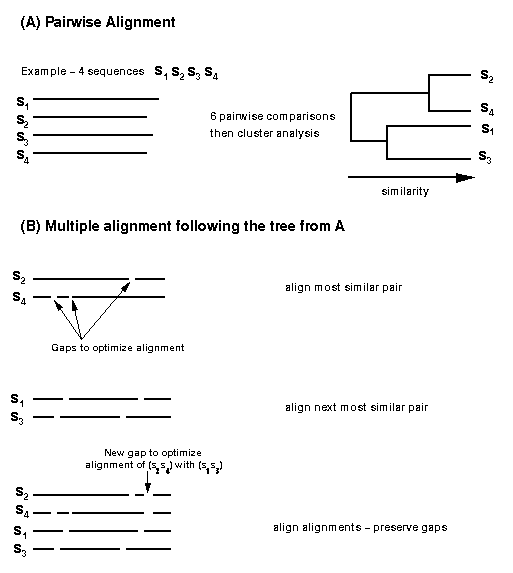 (A) Pairwise Alignment
Example – 4 sequences S1 S2 S3 S4
S1
S2
S3
S4
6 pairwise comparisons
then cluster analysis
S2
S4
S1
S3
similarity
(B) Multiple alignment following the tree from A
S2
S4
align most similar pair
Gaps to optimize alignment
S1
S3
align next most similar pair
New gap to optimize
alignment of (s2s4) with (s1s3)
S2
S4
S1
S3
align alignments – preserve gaps